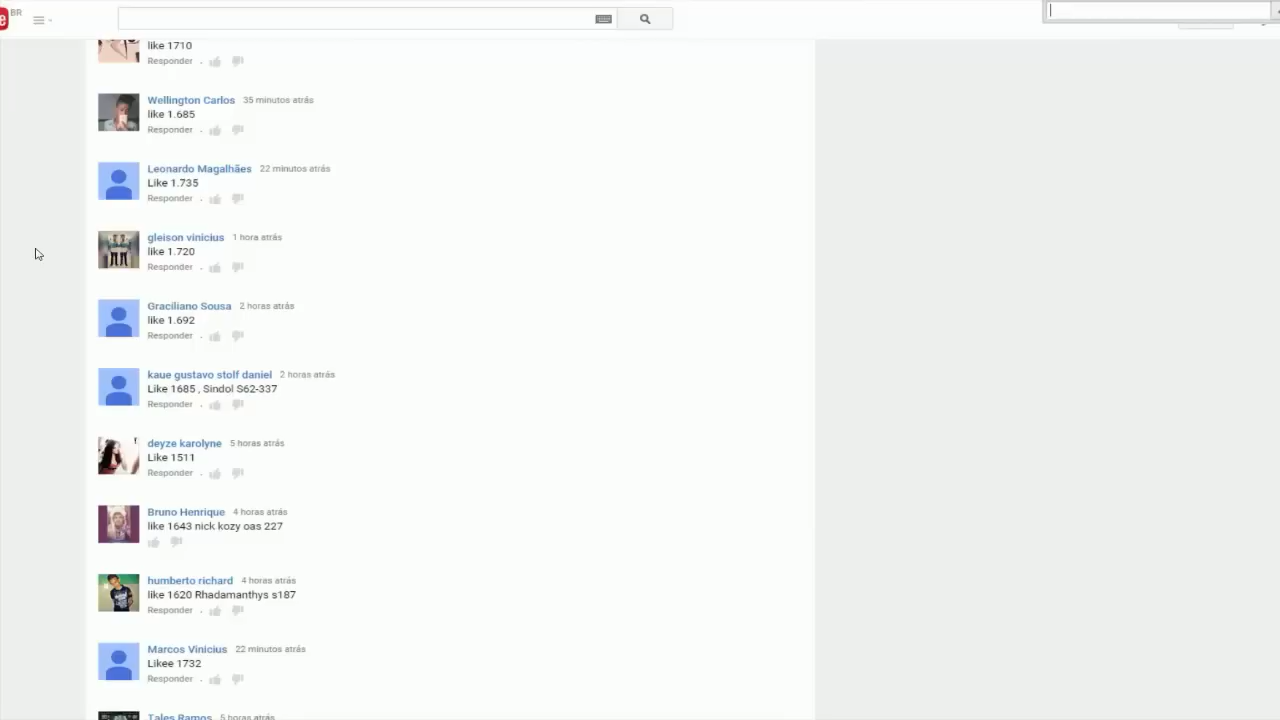 e BR
like 1710
Responder
Wellington Carlos 35 minutos atrás
like 1.685
Responder
Leonardo Magalhães 22 minutos atrás
Like 1.735
Responder
gleison vinicius 1 hora atrás
like 1.720
Responder
Graciliano Sousa 2 horas atrás
like 1.692
Responder
kaue gustavo stolf daniel 2 horas atrás
Like 1685 , Sindol S62-337
Responder
deyze karolyne 5 horas atrás
Like 1511
Responder
Bruno Henrique 4 horas atrás
like 1643 nick kozy oas 227
humberto richard 4 horas atrás
like 1620 Rhadamanthys s187
Responder
Marcos Vinicius 22 minutos atrás
Likee 1732
Responder
Tales Ramos 5 horas atrás